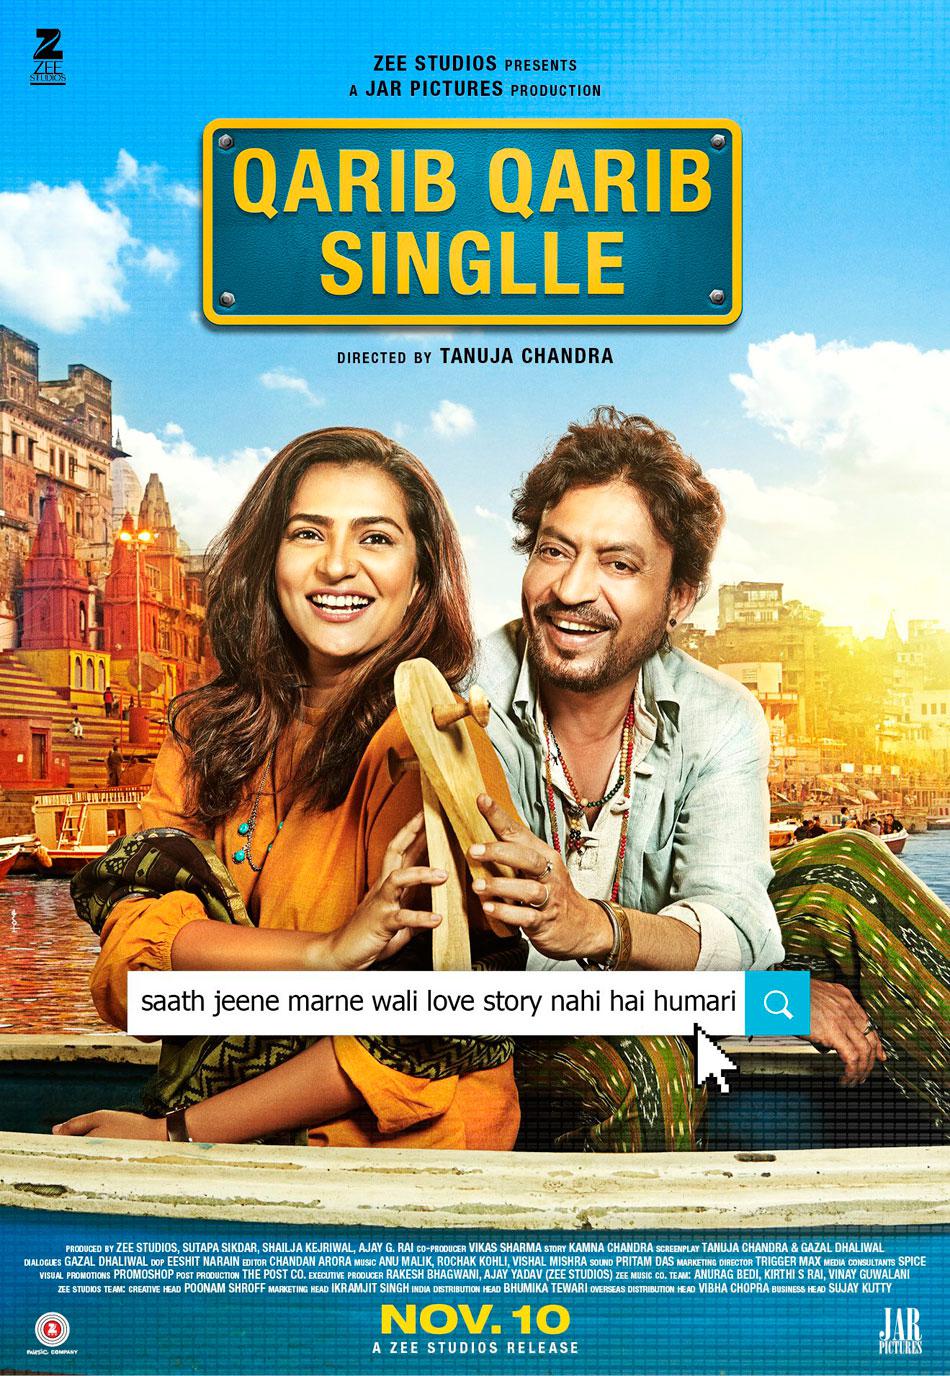 Z
ZEE
STUDIOS
ZEE STUDIOS PRESENTS
A JAR PICTURES PRODUCTION
QARIB QARIB
SINGLLE
DIRECTED BY TANUJA CHANDRA
saath jeene marne wali love story nahi hai humari
PRODUCED BY ZEE STUDIOS, SUTAPA SIKDAR, SHAILJA KEJRIWAL, AJAY G. RAI CO-PRODUCER VIKAS SHARMA STORY KAMNA CHANDRA SCREENPLAY TANUJA CHANDRA & GAZAL DHALIWAL
DIALOGUES GAZAL DHALIWAL DOP EESHIT NARAIN EDITOR CHANDAN ARORA MUSIC ANU MALIK, ROCHAK KOHLI, VISHAL MISHRA SOUND PRITAM DAS MARKETING DIRECTOR TRIGGER MAX MEDIA CONSULTANTS SPICE
VISUAL PROMOTIONS PROMOSHOP POST PRODUCTION THE POST CO. EXECUTIVE PRODUCER RAKESH BHAGWANI, AJAY YADAV (ZEE STUDIOS) ZEE MUSIC CO. TEAM: ANURAG BEDI, KIRTHI S RAI, VINAY GUWALANI
ZEE STUDIOS TEAM: CREATIVE HEAD POONAM SHROFF MARKETING HEAD IKRAMJIT SINGH INDIA DISTRIBUTION HEAD BHUMIKA TEWARI OVERSEAS DISTRIBUTION HEAD VIBHA CHOPRA BUSINESS HEAD SUJAY KUTTY
NOV. 10
A ZEE STUDIOS RELEASE
MUSIC COMPANY
JAR
PICTURES